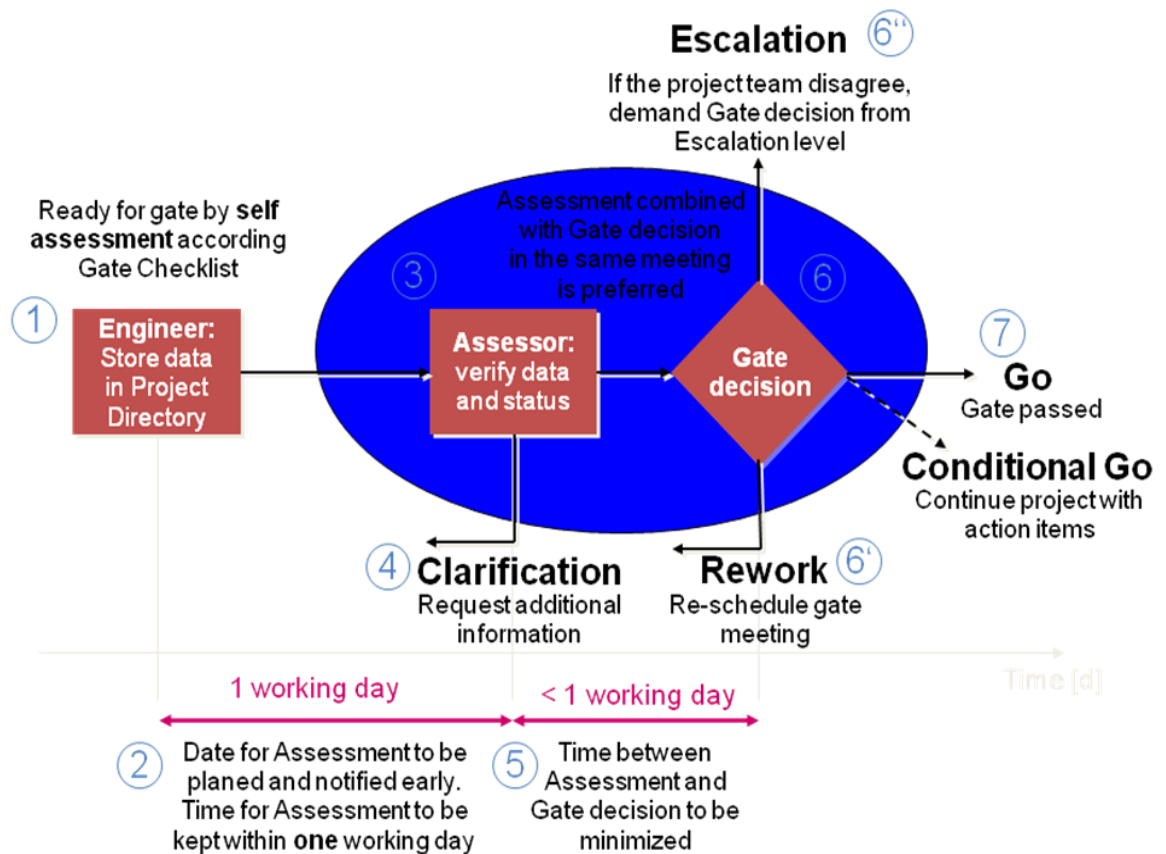 Escalation 6"
If the project team disagree,
demand Gate decision from
Escalation level
Ready for gate by self
assessment according
Gate Checklist
Assessment combined
with Gate decision
in the same meeting
is preferred
1
Engineer:
Store data
in Project
Directory
3
Assessor:
verify data
and status
6
Gate
decision
7
Go
Gate passed
Conditional Go
Continue project with
action items
4 Clarification
Request additional
information
Rework 6'
Re-schedule gate
meeting
Time [d]
1 working day
< 1 working day
2
Date for Assessment to be
planed and notified early.
Time for Assessment to be
kept within one working day
5
Time between
Assessment and
Gate decision to be
minimized